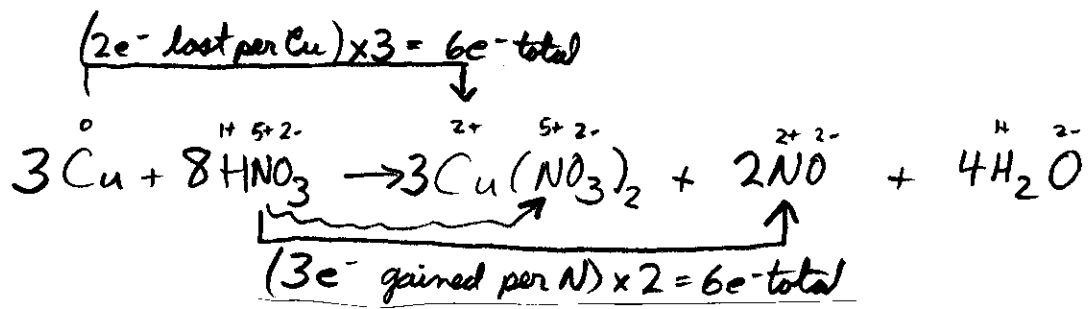 (2e⁻ lost per Cu) × 3 = 6e⁻ total
0 1+ 5+ 2- 2+ 5+ 2- 2+ 2- 1+ 2-
3Cu + 8HNO₃ → 3Cu(NO₃)₂ + 2NO + 4H₂O
(3e⁻ gained per N) × 2 = 6e⁻ total